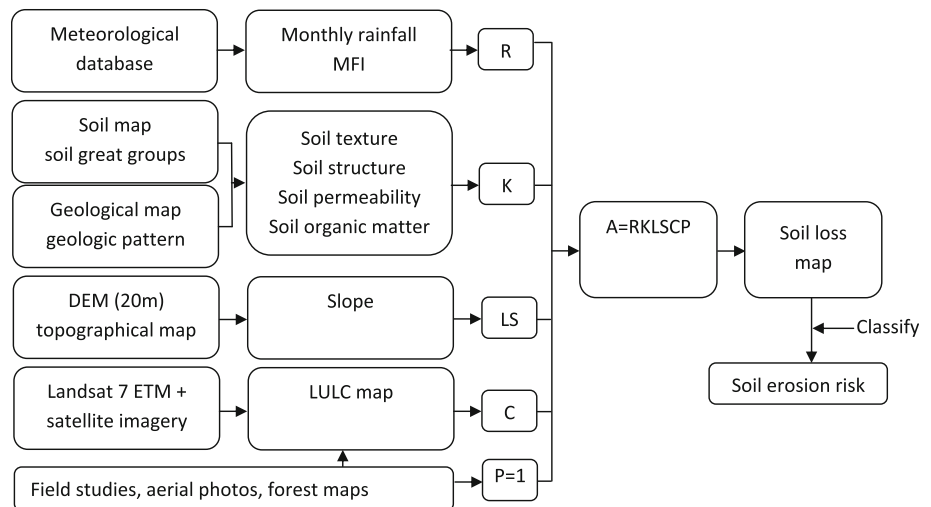 Meteorological
database
Monthly rainfall
MFI
R
Soil map
soil great groups
Geological map
geologic pattern
Soil texture
Soil structure
Soil permeability
Soil organic matter
K
DEM (20m)
topographical map
Slope
LS
Landsat 7 ETM +
satellite imagery
LULC map
C
Field studies, aerial photos, forest maps
P=1
A=RKLSCP
Soil loss
map
Classify
Soil erosion risk